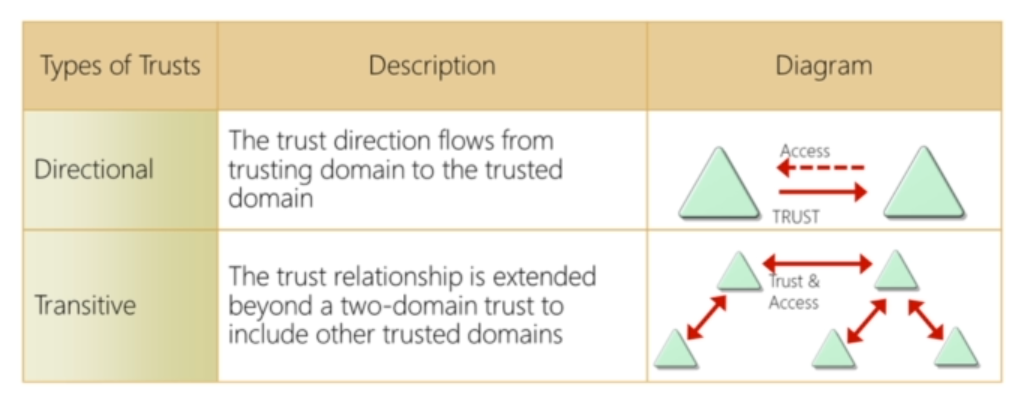 Types of Trusts
Description
Diagram
Directional
The trust direction flows from
trusting domain to the trusted
domain
Access
TRUST
Transitive
The trust relationship is extended
beyond a two-domain trust to
include other trusted domains
Trust &
Access